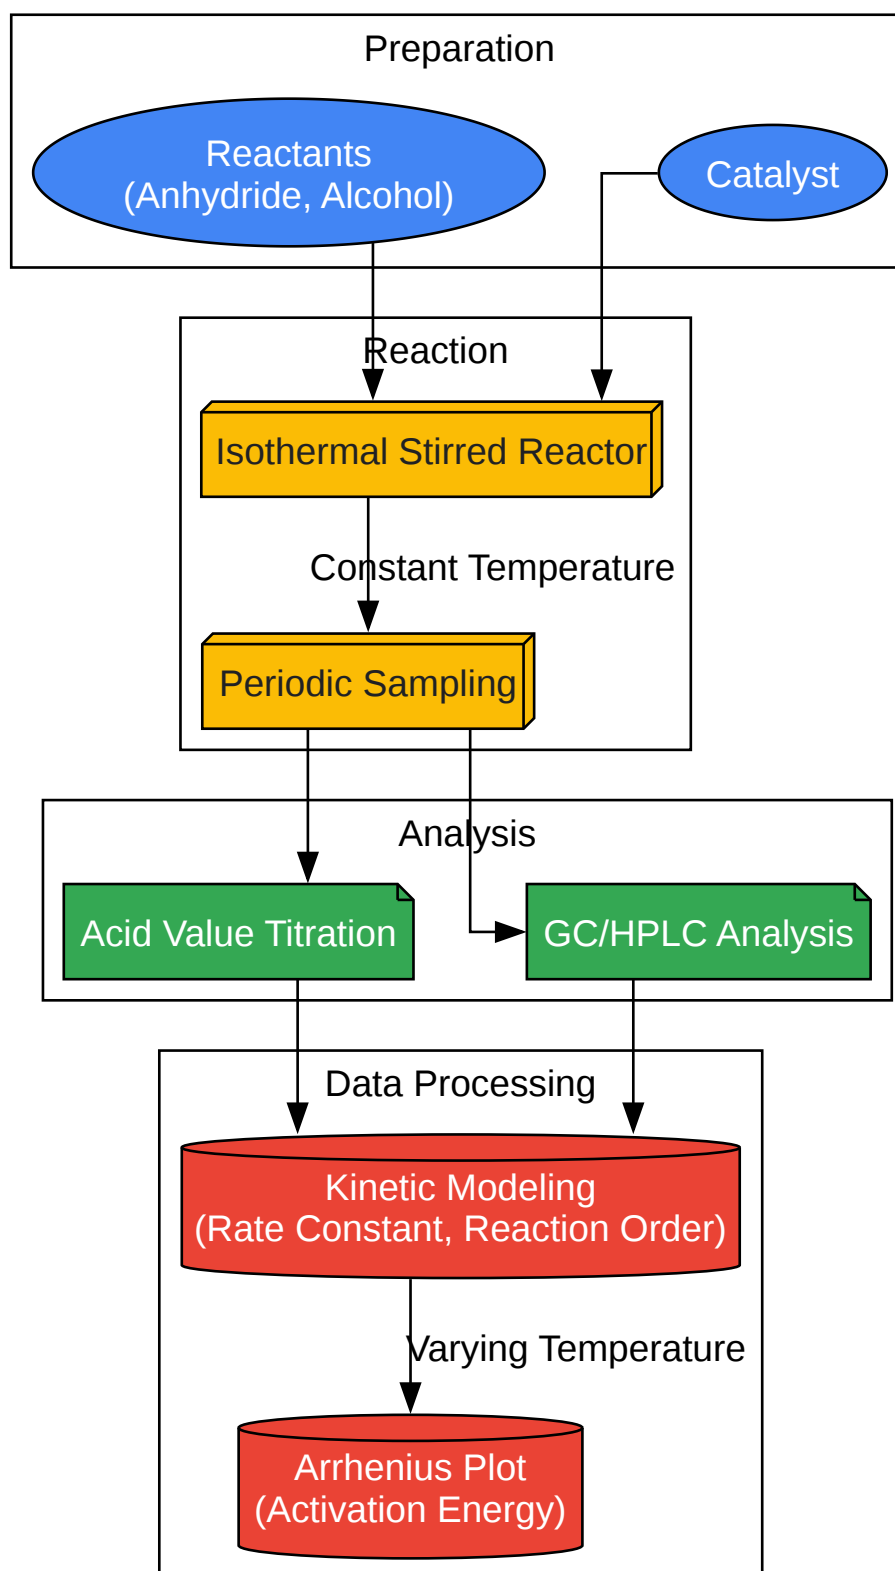 Preparation
Reactants
(Anhydride, Alcohol)
Catalyst
Reaction
Isothermal Stirred Reactor
Constant Temperature
Periodic Sampling
Analysis
Acid Value Titration
GC/HPLC Analysis
Data Processing
Kinetic Modeling
(Rate Constant, Reaction Order)
Varying Temperature
Arrhenius Plot
(Activation Energy)